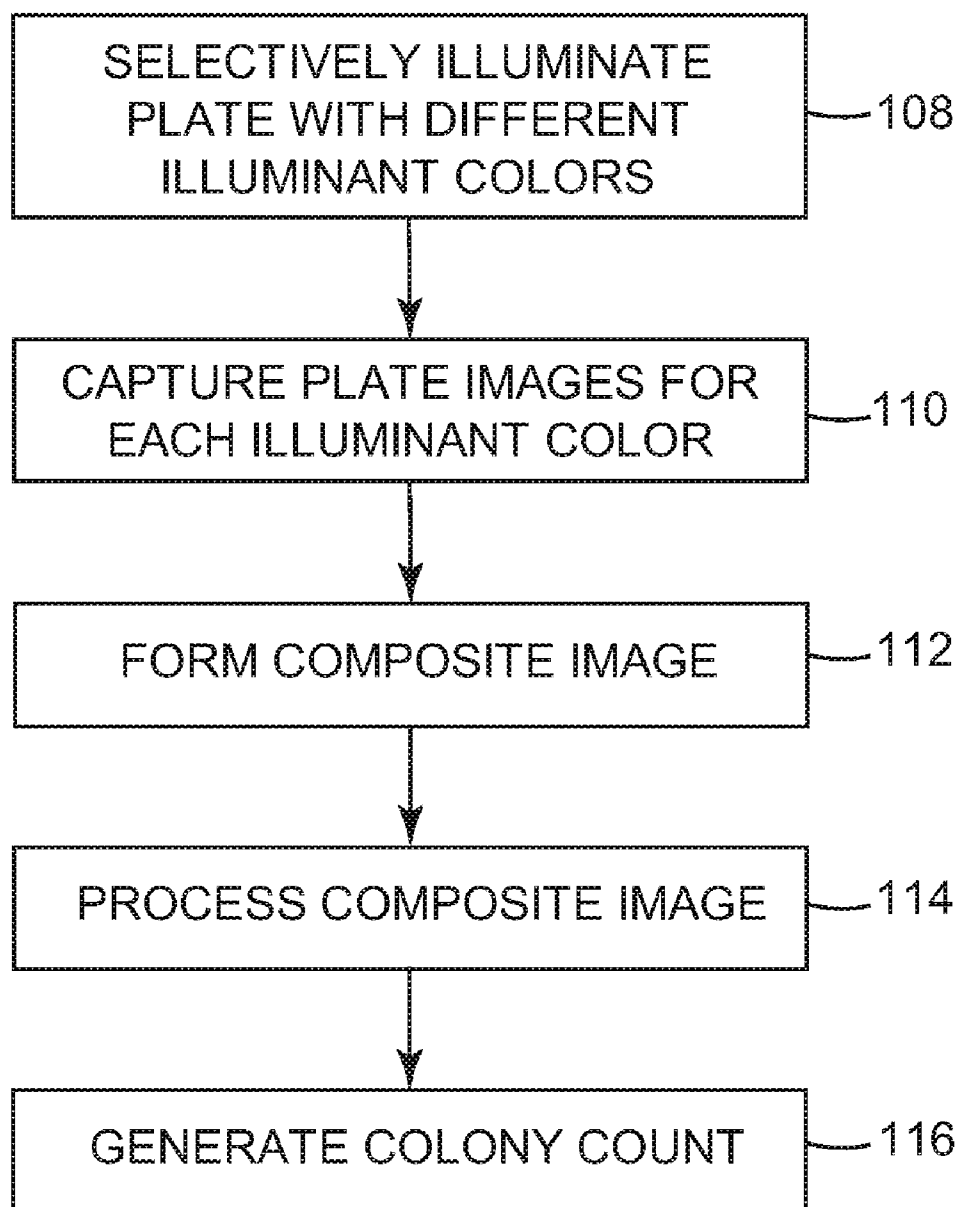 SELECTIVELY ILLUMINATE
PLATE WITH DIFFERENT
ILLUMINANT COLORS
108
CAPTURE PLATE IMAGES FOR
EACH ILLUMINANT COLOR
110
FORM COMPOSITE IMAGE
112
PROCESS COMPOSITE IMAGE
114
GENERATE COLONY COUNT
116